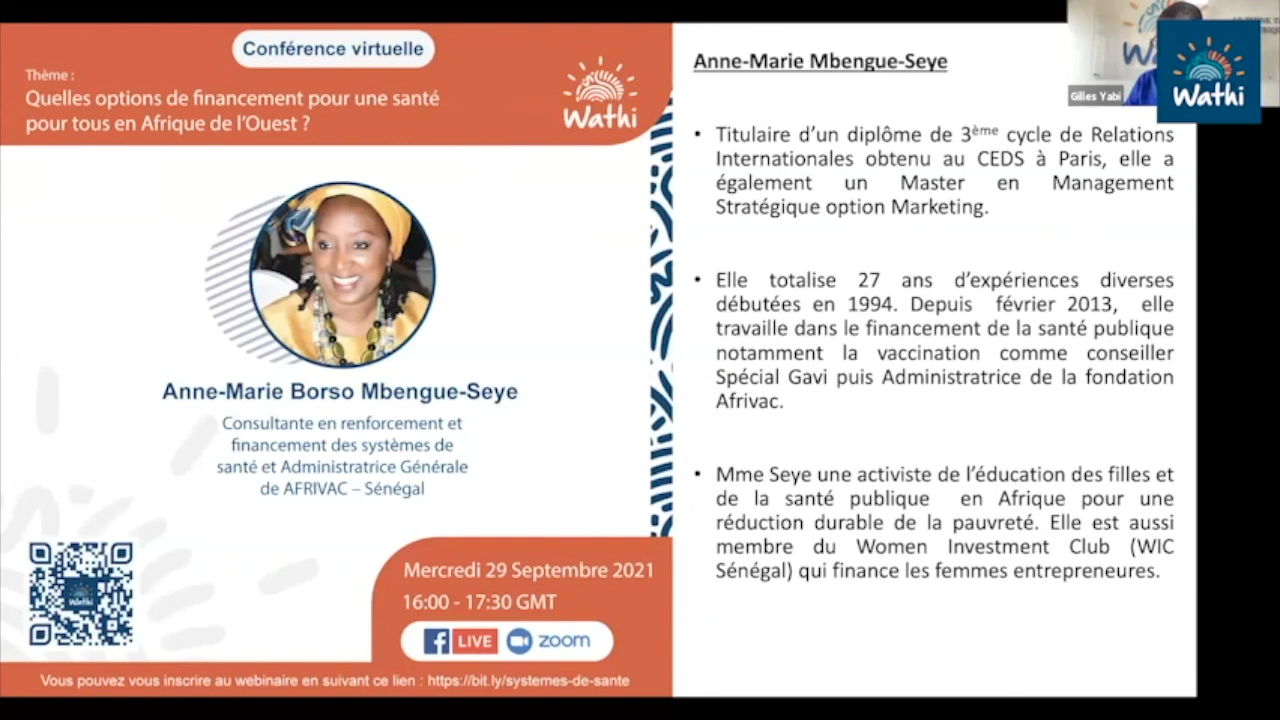 Conférence virtuelle
Thème :
Quelles options de financement pour une santé
pour tous en Afrique de l'Ouest ?
Wathi
Anne-Marie Borso Mbengue-Seye
Consultante en renforcement et
financement des systèmes de
santé et Administratrice Générale
de AFRIVAC – Sénégal
Wathi
Mercredi 29 Septembre 2021
16:00 - 17:30 GMT
LIVE zoom
Vous pouvez vous inscrire au webinaire en suivant ce lien : https://bit.ly/systemes-de-sante
Anne-Marie Mbengue-Seye
• Titulaire d'un diplôme de 3ème cycle de Relations
Internationales obtenu au CEDS à Paris, elle a
également un Master en Management
Stratégique option Marketing.
• Elle totalise 27 ans d'expériences diverses
débutées en 1994. Depuis février 2013, elle
travaille dans le financement de la santé publique
notamment la vaccination comme conseiller
Spécial Gavi puis Administratrice de la fondation
Afrivac.
• Mme Seye une activiste de l'éducation des filles et
de la santé publique en Afrique pour une
réduction durable de la pauvreté. Elle est aussi
membre du Women Investment Club (WIC
Sénégal) qui finance les femmes entrepreneures.
Gilles Yabi
Wathi